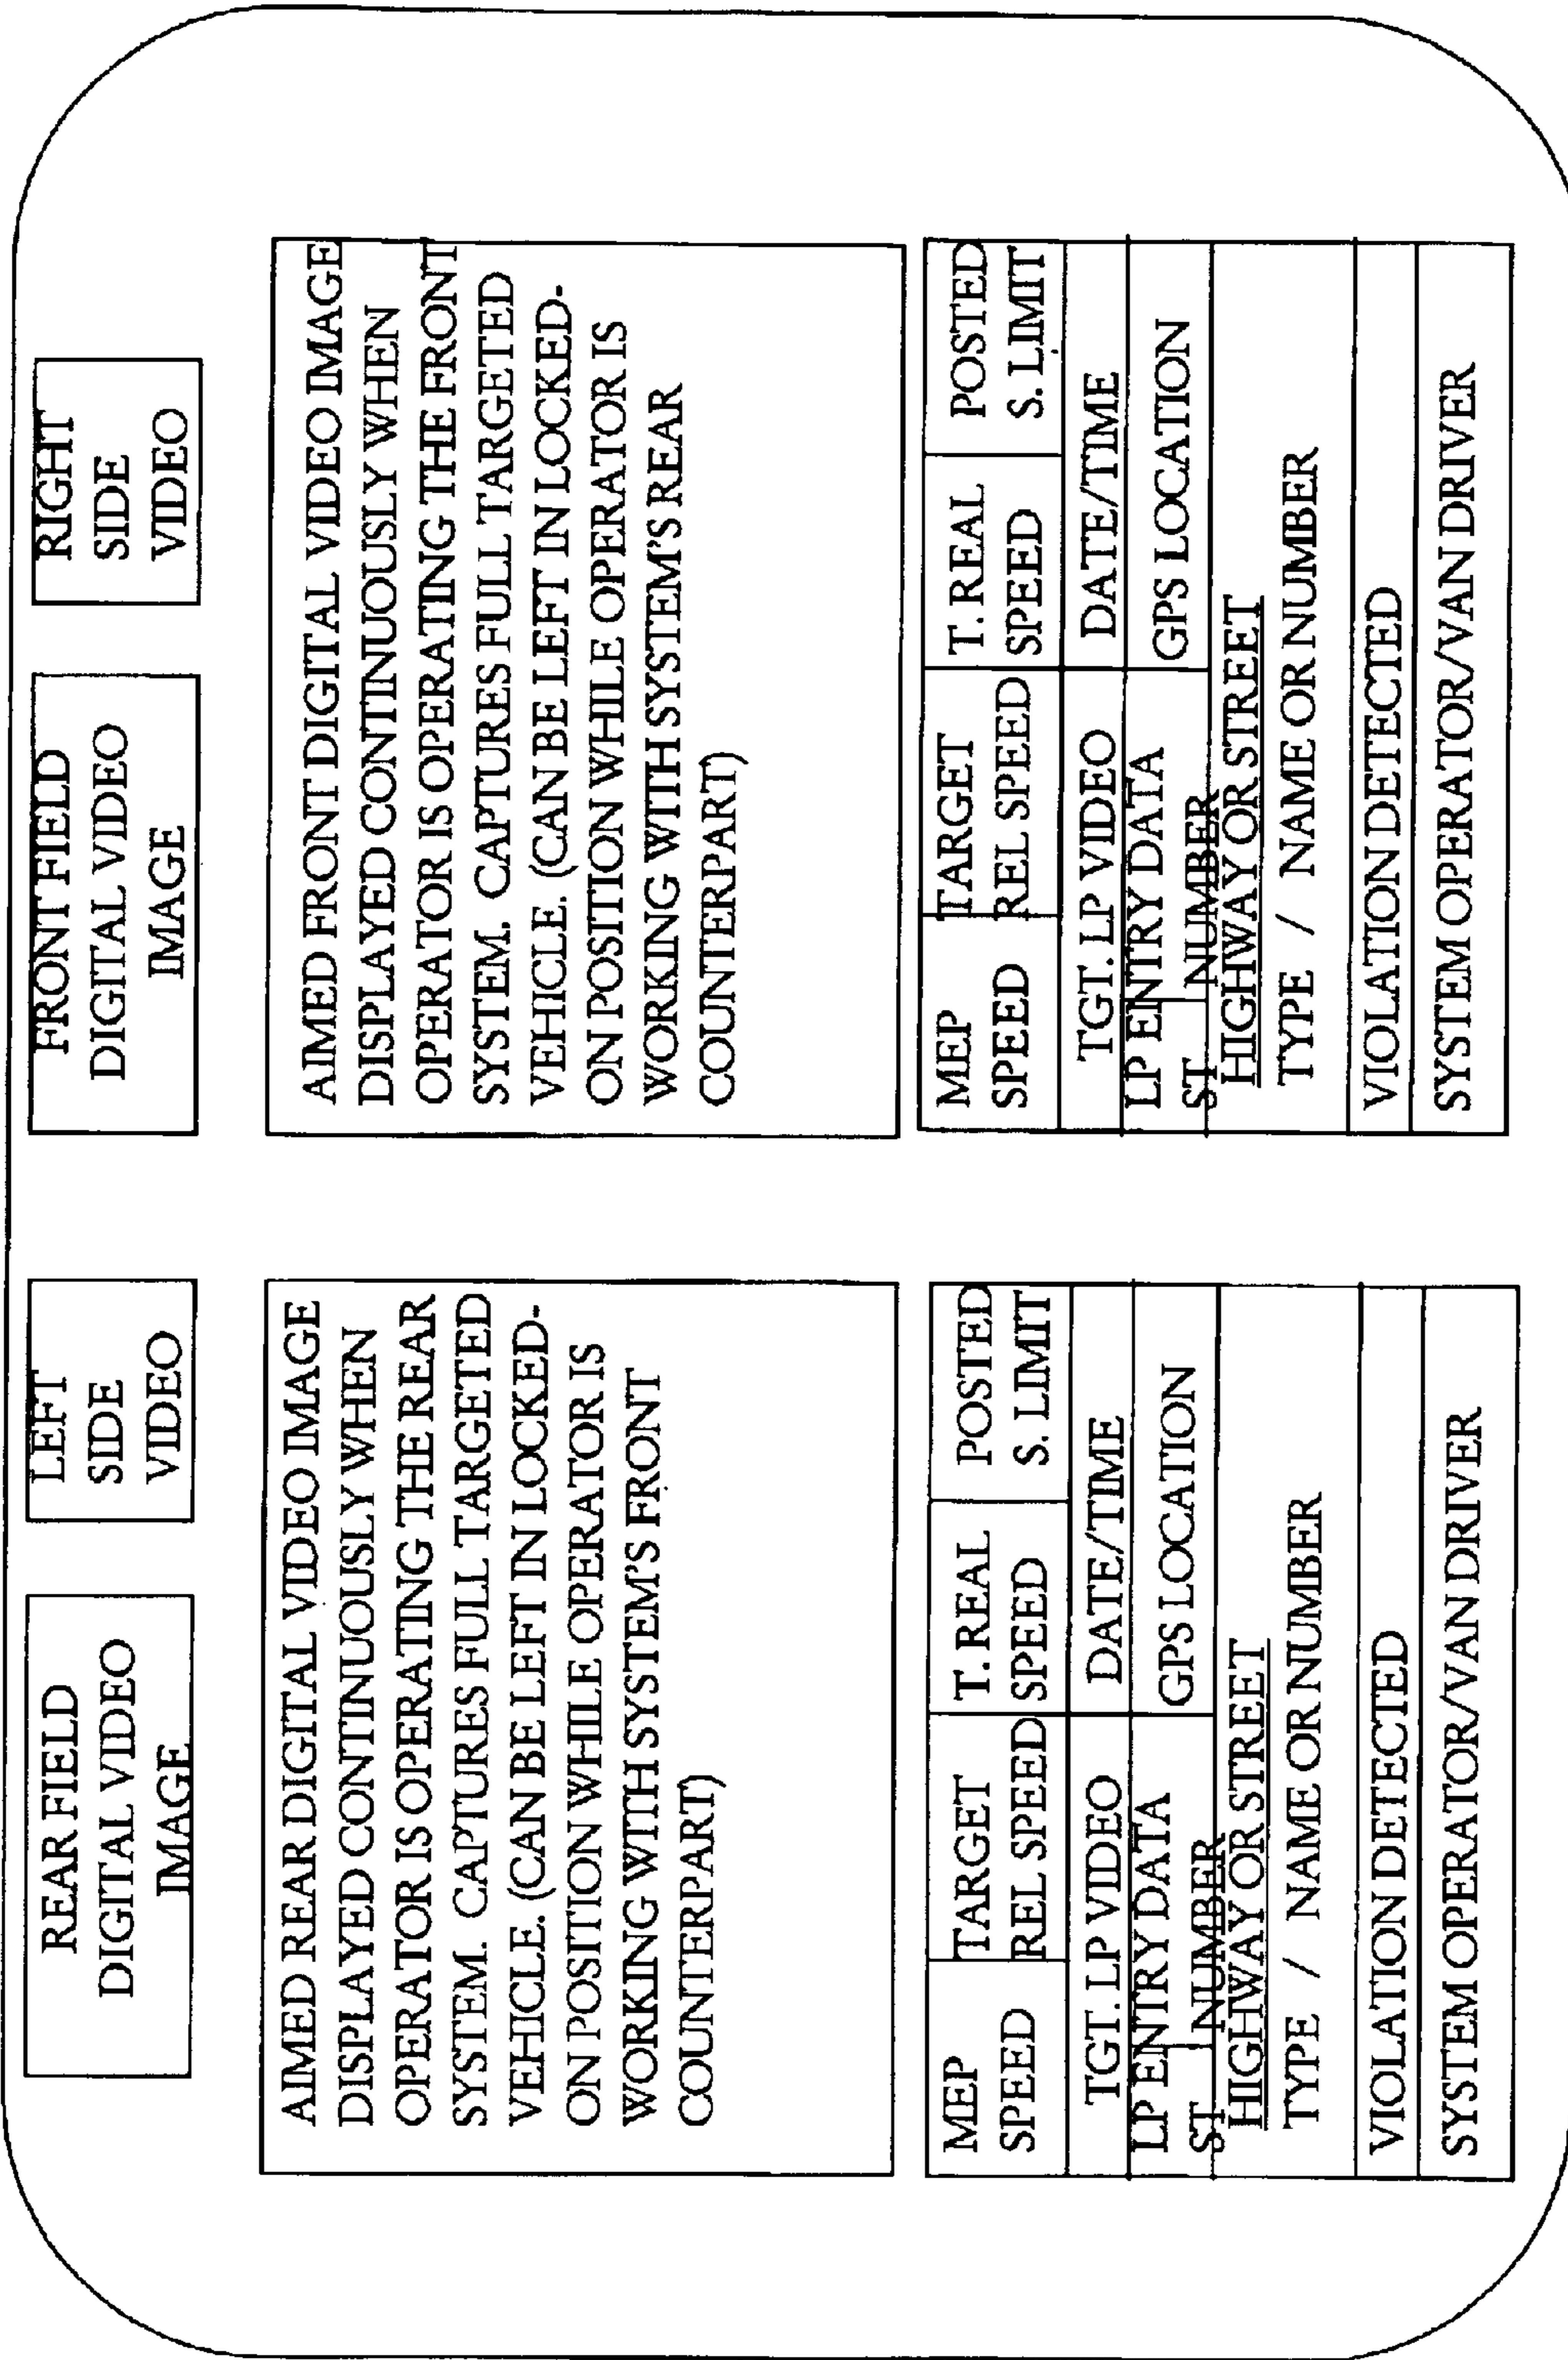 REAR FIELD
DIGITAL VIDEO
IMAGE
LEFT
SIDE
VIDEO
FRONT FIELD
DIGITAL VIDEO
IMAGE
RIGHT
SIDE
VIDEO
AIMED REAR DIGITAL VIDEO IMAGE
DISPLAYED CONTINUOUSLY WHEN
OPERATOR IS OPERATING THE REAR
SYSTEM. CAPTURES FULL TARGETED
VEHICLE. (CAN BE LEFT IN LOCKED-
ON POSITION WHILE OPERATOR IS
WORKING WITH SYSTEM'S FRONT
COUNTERPART)
AIMED FRONT DIGITAL VIDEO IMAGE
DISPLAYED CONTINUOUSLY WHEN
OPERATOR IS OPERATING THE FRONT
SYSTEM. CAPTURES FULL TARGETED
VEHICLE. (CAN BE LEFT IN LOCKED-
ON POSITION WHILE OPERATOR IS
WORKING WITH SYSTEM'S REAR
COUNTERPART)
MEP
SPEED
TARGET
REL SPEED
T. REAL
SPEED
POSTED
S. LIMIT
TGT. LP VIDEO
DATE/TIME
LP ENTRY DATA
ST NUMBER
GPS LOCATION
HIGHWAY OR STREET
TYPE / NAME OR NUMBER
VIOLATION DETECTED
SYSTEM OPERATOR/VAN DRIVER
MEP
SPEED
TARGET
REL SPEED
T. REAL
SPEED
POSTED
S. LIMIT
TGT. LP VIDEO
DATE/TIME
LP ENTRY DATA
ST NUMBER
GPS LOCATION
HIGHWAY OR STREET
TYPE / NAME OR NUMBER
VIOLATION DETECTED
SYSTEM OPERATOR/VAN DRIVER